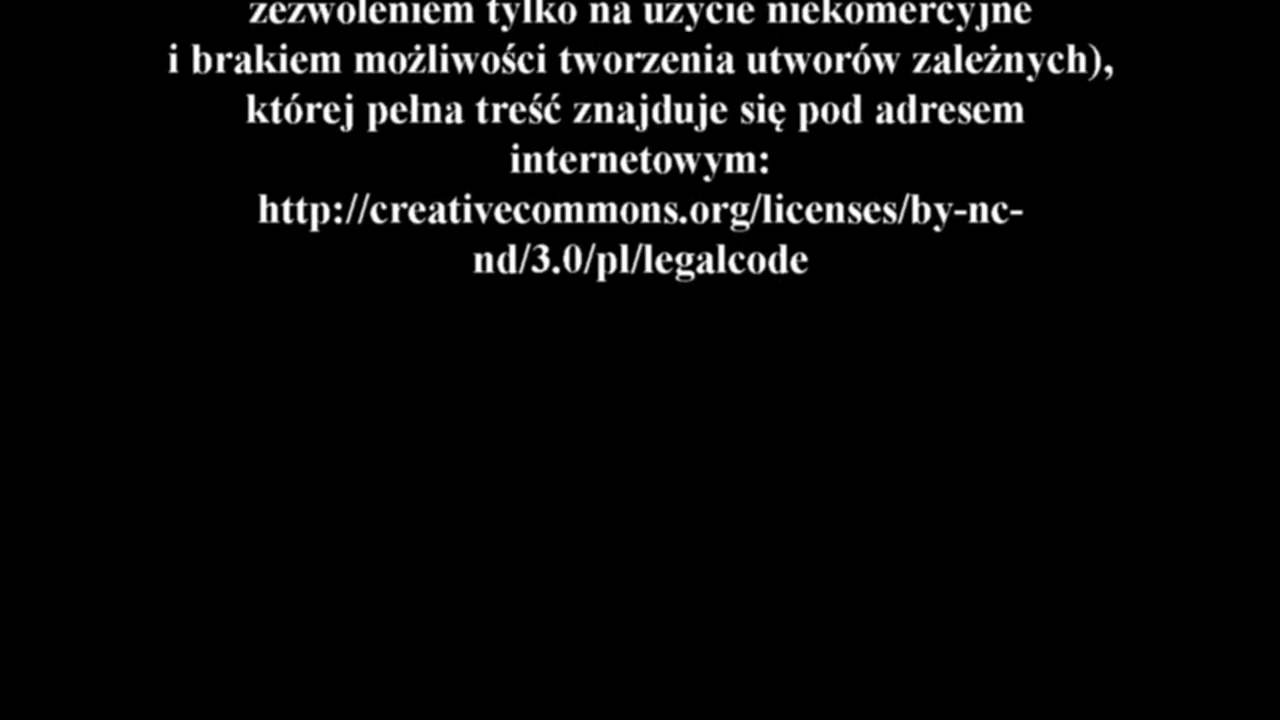 zezwoleniem tylko na użycie niekomercyjne
i brakiem możliwości tworzenia utworów zależnych),
której pełna treść znajduje się pod adresem
internetowym:
http://creativecommons.org/licenses/by-nc-
nd/3.0/pl/legalcode